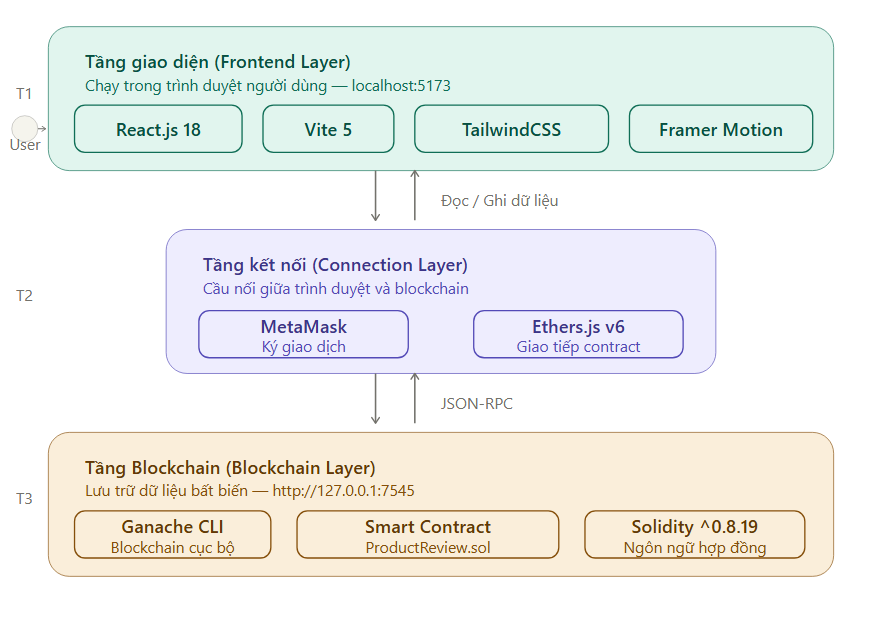 Tầng giao diện (Frontend Layer)
Chạy trong trình duyệt người dùng — localhost:5173
T1
User
React.js 18
Vite 5
TailwindCSS
Framer Motion
Đọc / Ghi dữ liệu
Tầng kết nối (Connection Layer)
Cầu nối giữa trình duyệt và blockchain
T2
MetaMask
Ký giao dịch
Ethers.js v6
Giao tiếp contract
JSON-RPC
Tầng Blockchain (Blockchain Layer)
Lưu trữ dữ liệu bất biến — http://127.0.0.1:7545
T3
Ganache CLI
Blockchain cục bộ
Smart Contract
ProductReview.sol
Solidity ^0.8.19
Ngôn ngữ hợp đồng